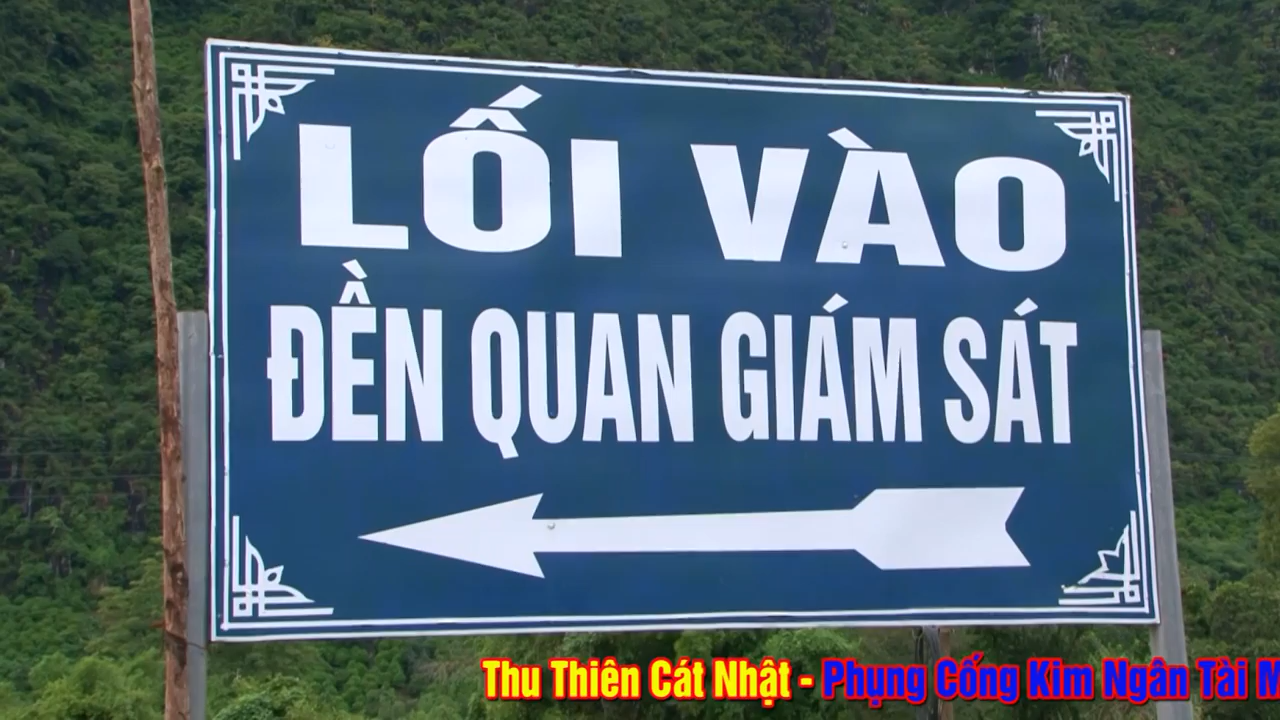 LỐI VÀO
ĐỀN QUAN GIÁM SÁT
Thu Thiên Cát Nhật - Phụng Cống Kim Ngân Tài